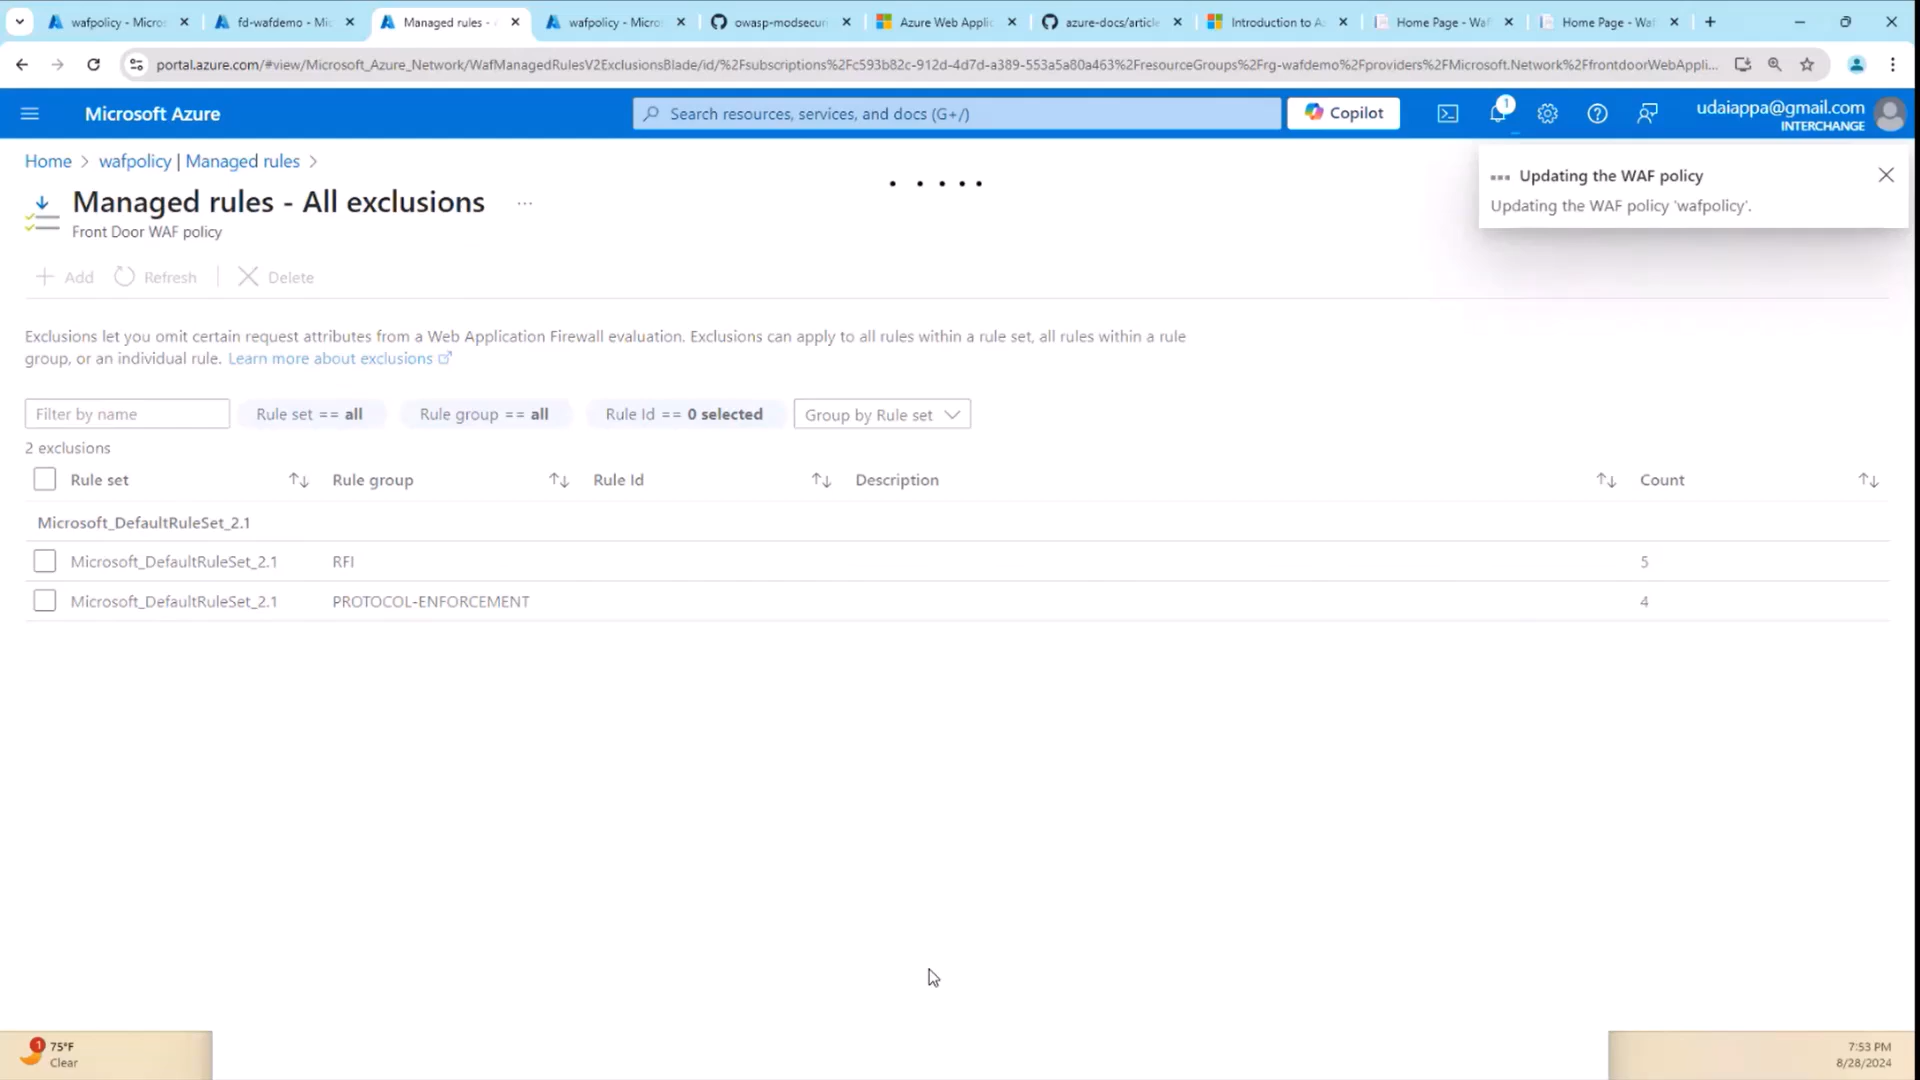 wafpolicy - Micros
fd-wafdemo - Mic
Managed rules -
wafpolicy - Micro
owasp-modsecuri
Azure Web Applic
azure-docs/article
Introduction to A
Home Page - Waf
Home Page - Waf
portal.azure.com/#view/Microsoft_Azure_Network/WafManagedRulesV2ExclusionsBlade/id/%2Fsubscriptions%2Fc593b82c-912d-4d7d-a389-553a5a80a463%2FresourceGroups%2Frg-wafdemo%2Fproviders%2FMicrosoft.Network%2FfrontdoorWebAppli...
Microsoft Azure
Search resources, services, and docs (G+/)
Copilot
1
udaiappa@gmail.com
INTERCHANGE
Home > wafpolicy | Managed rules >
Managed rules - All exclusions ...
Front Door WAF policy
Updating the WAF policy
Updating the WAF policy 'wafpolicy'.
Add
Refresh
Delete
Exclusions let you omit certain request attributes from a Web Application Firewall evaluation. Exclusions can apply to all rules within a rule set, all rules within a rule
group, or an individual rule. Learn more about exclusions
Filter by name
Rule set == all
Rule group == all
Rule Id == 0 selected
Group by Rule set
2 exclusions
Rule set
Rule group
Rule Id
Description
Count
Microsoft_DefaultRuleSet_2.1
Microsoft_DefaultRuleSet_2.1 RFI 5
Microsoft_DefaultRuleSet_2.1 PROTOCOL-ENFORCEMENT 4
1
75°F
Clear
7:53 PM
8/28/2024